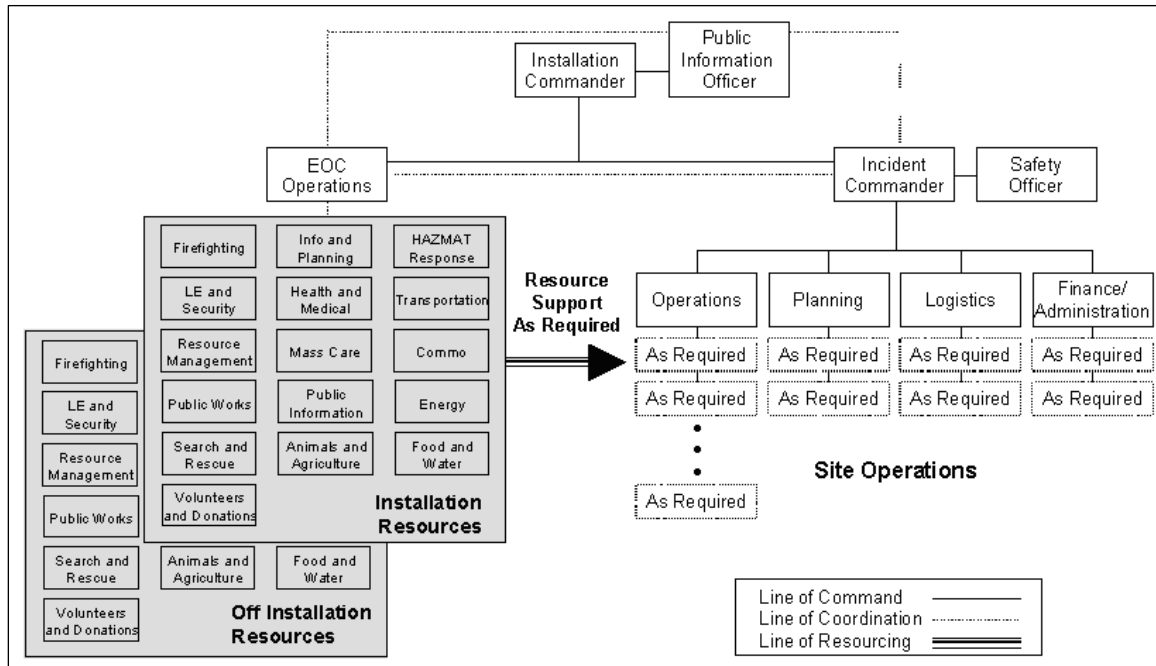 Public
Information
Officer
Installation
Commander
EOC
Operations
Incident
Commander
Safety
Officer
Firefighting
Info and
Planning
HAZMAT
Response
LE and
Security
Health and
Medical
Transportation
Resource
Management
Mass Care
Commo
Public Works
Public
Information
Energy
Search and
Rescue
Animals and
Agriculture
Food and
Water
Volunteers
and Donations
Installation
Resources
Firefighting
LE and
Security
Resource
Management
Public Works
Search and
Rescue
Animals and
Agriculture
Food and
Water
Volunteers
and Donations
Off Installation
Resources
Resource
Support
As Required
Operations
Planning
Logistics
Finance/
Administration
As Required
As Required
As Required
As Required
As Required
As Required
As Required
As Required
As Required
Site Operations
Line of Command
Line of Coordination
Line of Resourcing